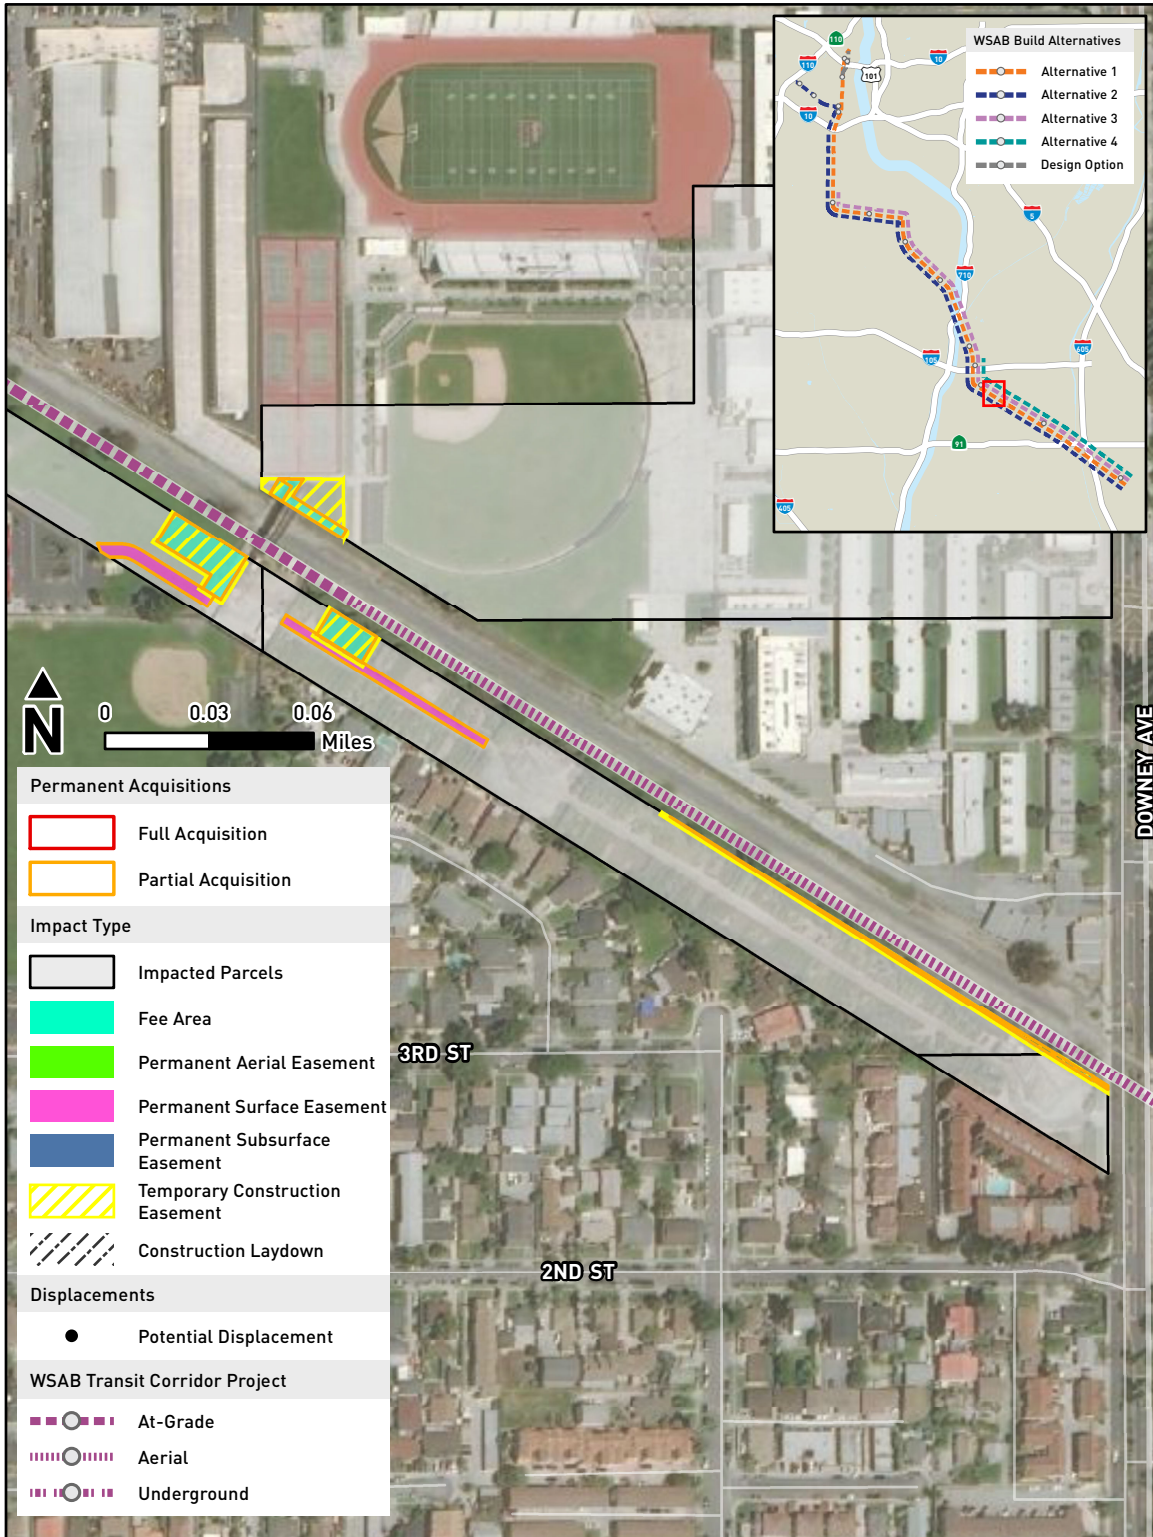 WSAB Build Alternatives
Alternative 1
Alternative 2
Alternative 3
Alternative 4
Design Option
110
110
101
10
10
5
710
105
605
91
405
N
0 0.03 0.06
Miles
DOWNEY AVE
3RD ST
2ND ST
Permanent Acquisitions
Full Acquisition
Partial Acquisition
Impact Type
Impacted Parcels
Fee Area
Permanent Aerial Easement
Permanent Surface Easement
Permanent Subsurface
Easement
Temporary Construction
Easement
Construction Laydown
Displacements
Potential Displacement
WSAB Transit Corridor Project
At-Grade
Aerial
Underground